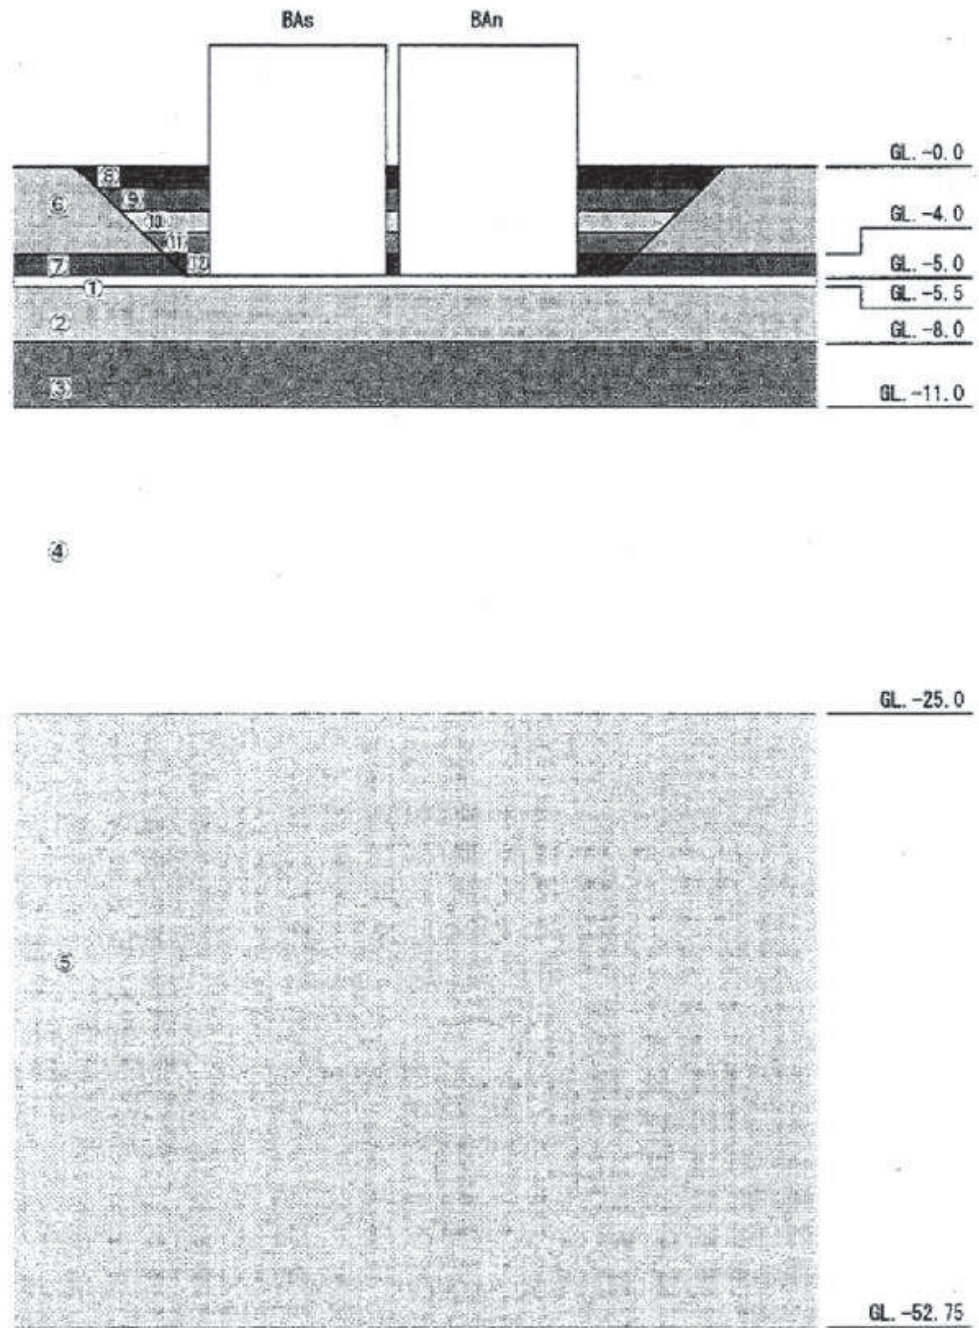 BAs BAn
GL.-0.0
⑧
⑨
⑥
⑩
GL.-4.0
⑪
⑦ ⑫
GL.-5.0
①
GL.-5.5
②
GL.-8.0
③
GL.-11.0
④
GL.-25.0
⑤
GL.-52.75